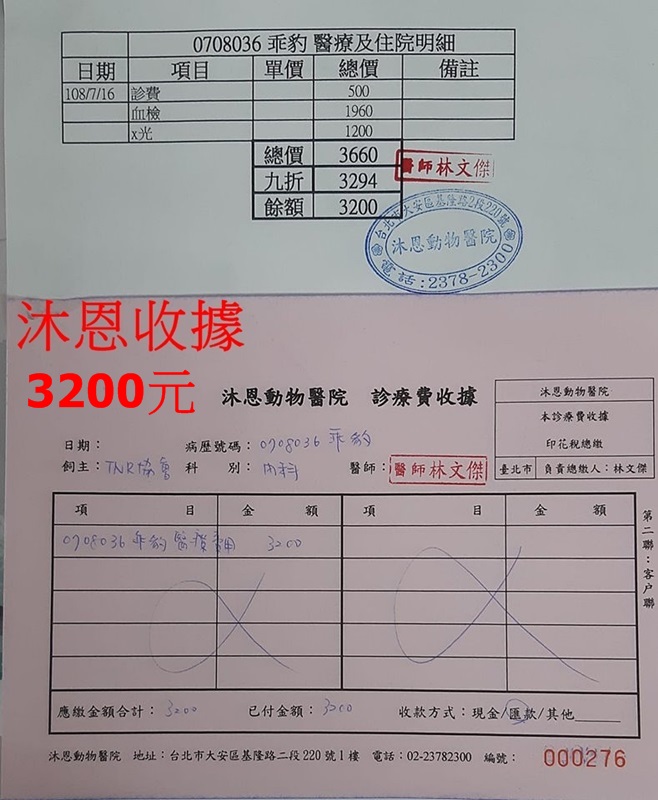 0708036 乖豹 醫療及住院明細
日期 項目 單價 總價 備註
108/7/16 診費 500
血檢 1960
x光 1200
總價 3660
九折 3294
餘額 3200
醫師林文傑
台北市大安區基隆路2段220號
沐恩動物醫院
電話:2378-2300
沐恩收據
3200元
沐恩動物醫院 診療費收據
沐恩動物醫院
本診療費收據
印花稅總繳
臺北市 負責總繳人:林文傑
日期: 病歷號碼:0708036 乖豹
飼主:TNR協會 科 別:內科 醫師:醫師林文傑
項 目 金 額 項 目 金 額
0708036 乖豹 醫療費用 3200
第二聯:客戶聯
應繳金額合計:3200 已付金額:3200 收款方式:現金/匯款/其他
沐恩動物醫院 地址:台北市大安區基隆路二段220號1樓 電話:02-23782300 編號:000276